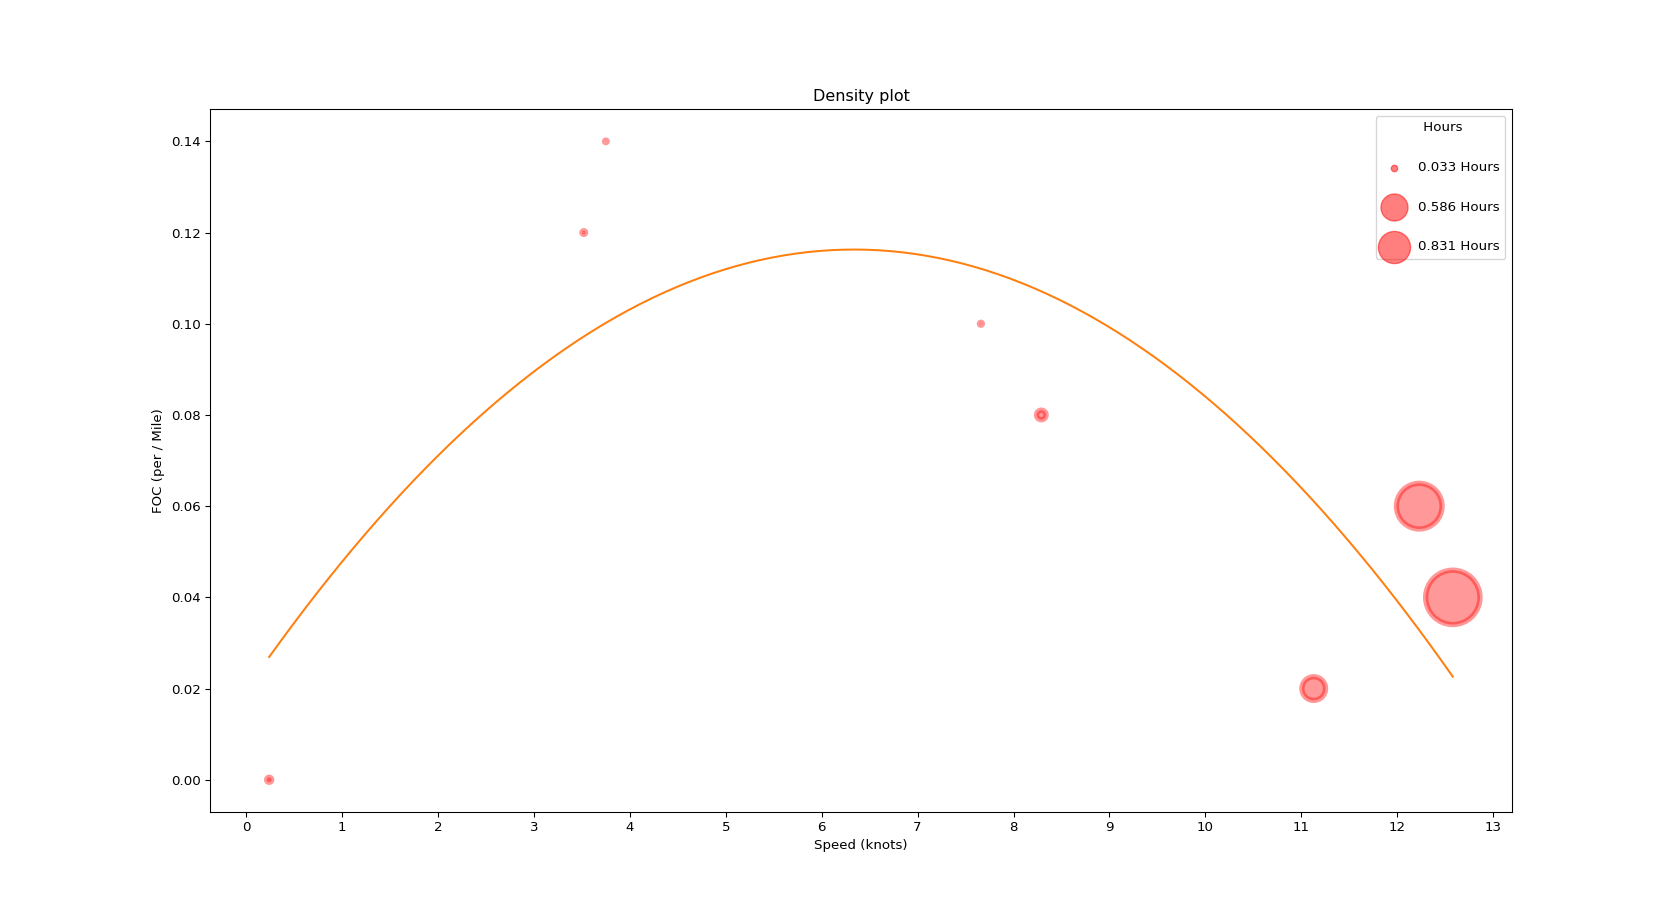 Density plot
Hours
0.033 Hours
0.586 Hours
0.831 Hours
FOC (per / Mile)
0.14
0.12
0.10
0.08
0.06
0.04
0.02
0.00
0 1 2 3 4 5 6 7 8 9 10 11 12 13
Speed (knots)